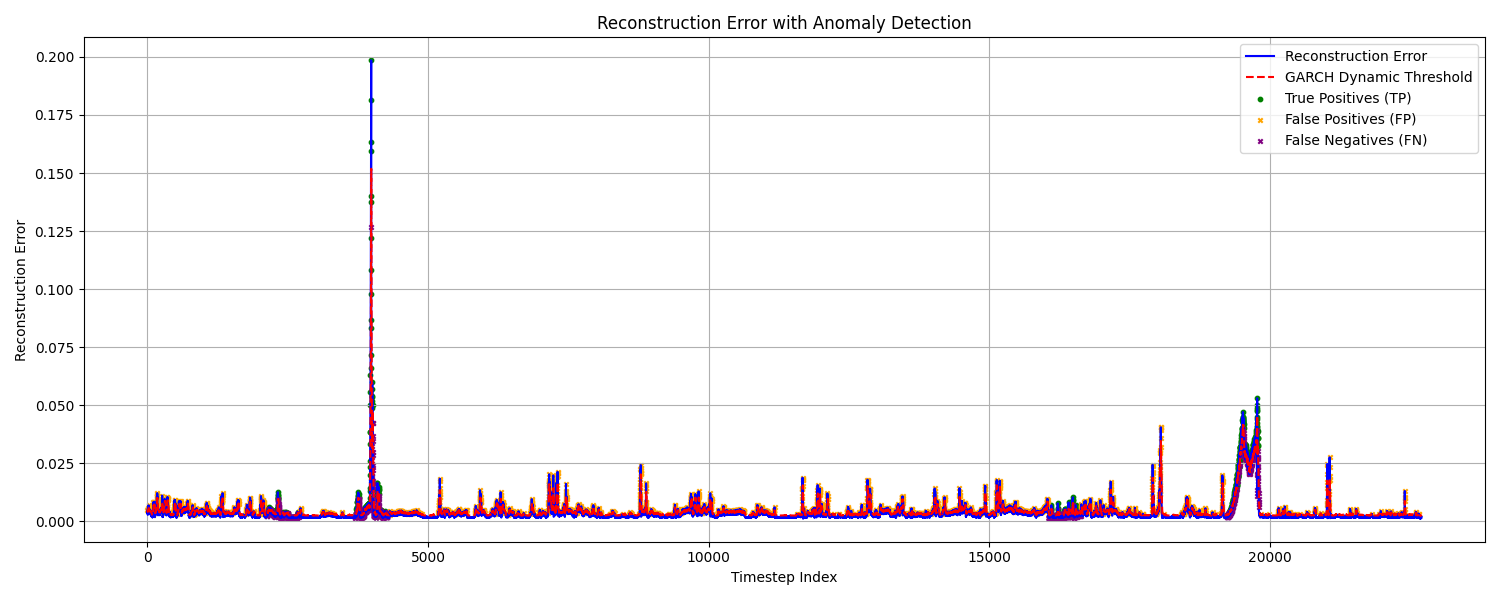 Reconstruction Error with Anomaly Detection
Reconstruction Error
GARCH Dynamic Threshold
True Positives (TP)
False Positives (FP)
False Negatives (FN)
0.200
0.175
0.150
0.125
0.100
0.075
0.050
0.025
0.000
Reconstruction Error
0
5000
10000
15000
20000
Timestep Index